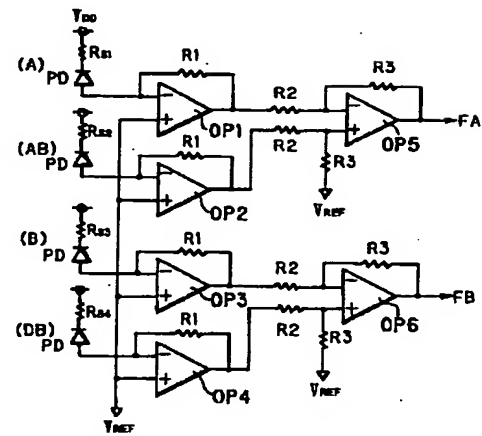 VDD
RS1
(A) PD
R1
OP1
R2
R3
FA
OP5
(AB) PD
RS2
R1
OP2
R2
R3
VREF
(B) PD
RS3
R1
OP3
R2
R3
FB
OP6
(DB) PD
RS4
R1
OP4
R2
R3
VREF
VREF